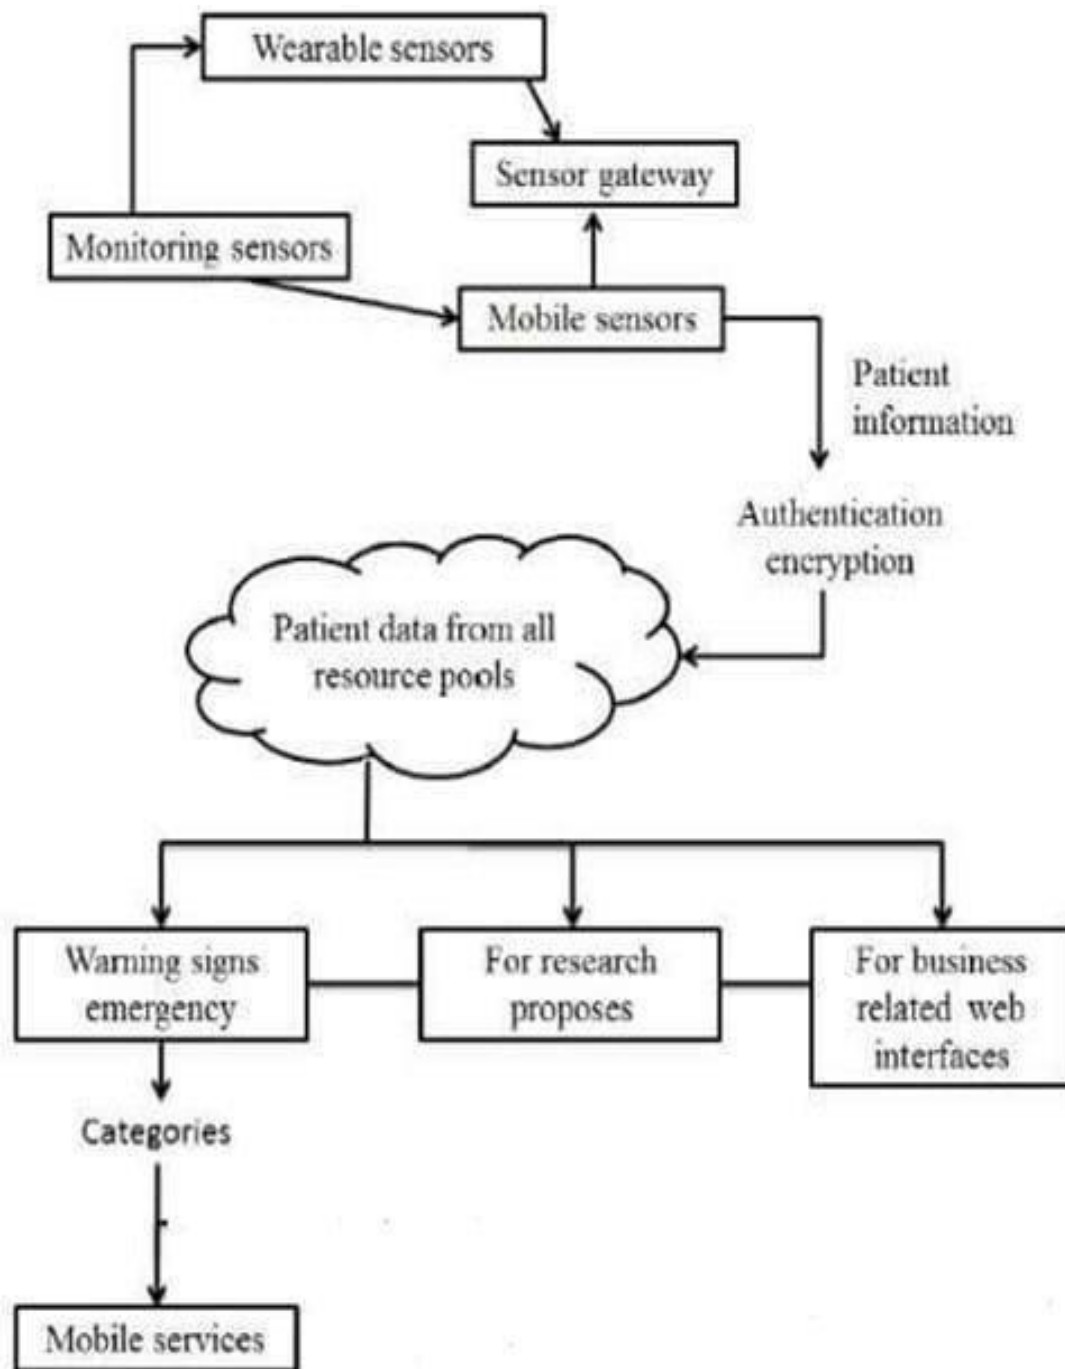 Wearable sensors
Sensor gateway
Monitoring sensors
Mobile sensors
Patient
information
Authentication
encryption
Patient data from all
resource pools
Warning signs
emergency
For research
proposes
For business
related web
interfaces
Categories
Mobile services